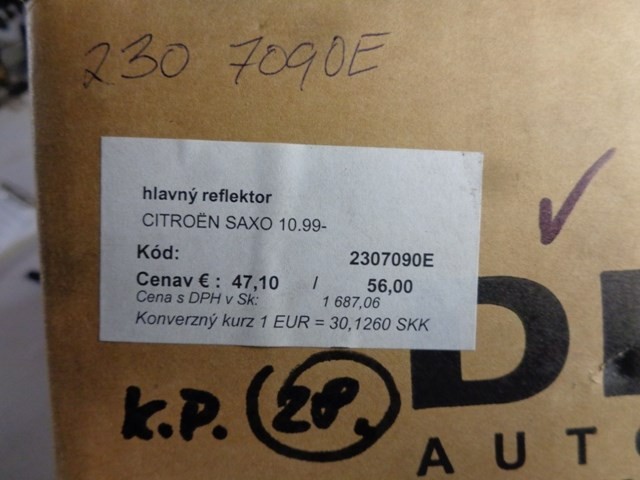 230 7090E
hlavný reflektor
CITROËN SAXO 10.99-
Kód: 2307090E
Cenav € : 47,10 / 56,00
Cena s DPH v Sk: 1 687,06
Konverzný kurz 1 EUR = 30,1260 SKK
K.P. 28.